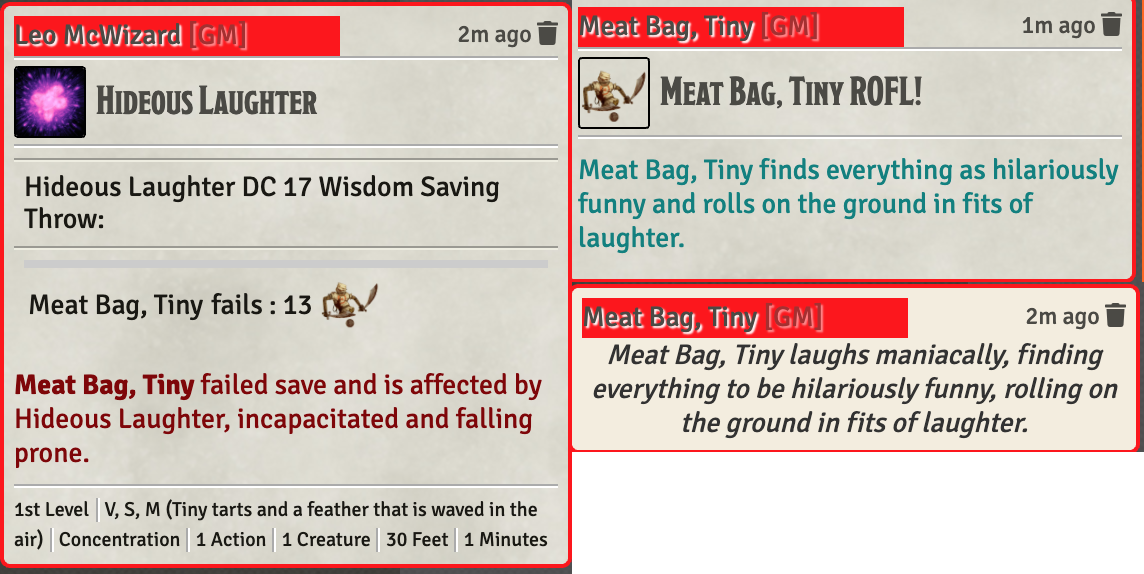 Leo McWizard [GM]
2m ago
Hideous Laughter
Hideous Laughter DC 17 Wisdom Saving
Throw:
Meat Bag, Tiny fails : 13
Meat Bag, Tiny failed save and is affected by
Hideous Laughter, incapacitated and falling
prone.
1st Level | V, S, M (Tiny tarts and a feather that is waved in the
air) | Concentration | 1 Action | 1 Creature | 30 Feet | 1 Minutes
Meat Bag, Tiny [GM]
1m ago
Meat Bag, Tiny ROFL!
Meat Bag, Tiny finds everything as hilariously
funny and rolls on the ground in fits of
laughter.
Meat Bag, Tiny [GM]
2m ago
Meat Bag, Tiny laughs maniacally, finding
everything to be hilariously funny, rolling on
the ground in fits of laughter.